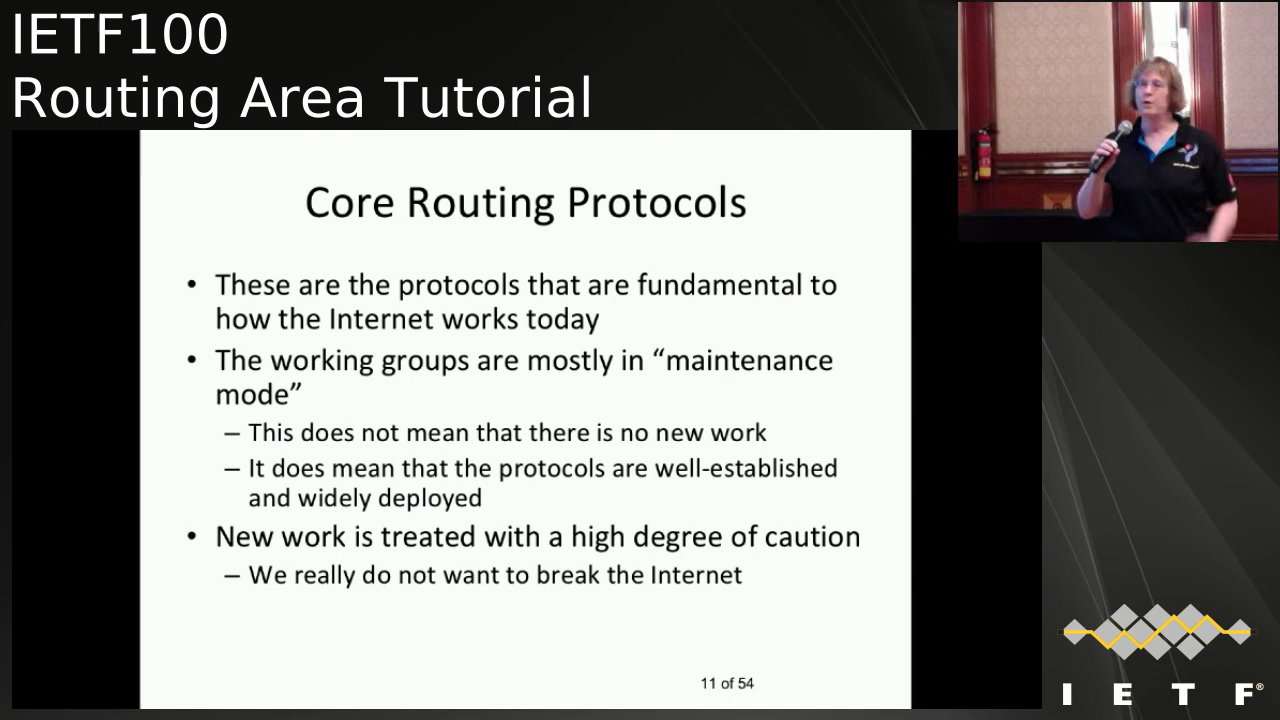 IETF100
Routing Area Tutorial
Core Routing Protocols
• These are the protocols that are fundamental to
how the Internet works today
• The working groups are mostly in “maintenance
mode”
– This does not mean that there is no new work
– It does mean that the protocols are well-established
and widely deployed
• New work is treated with a high degree of caution
– We really do not want to break the Internet
11 of 54
I E T F®